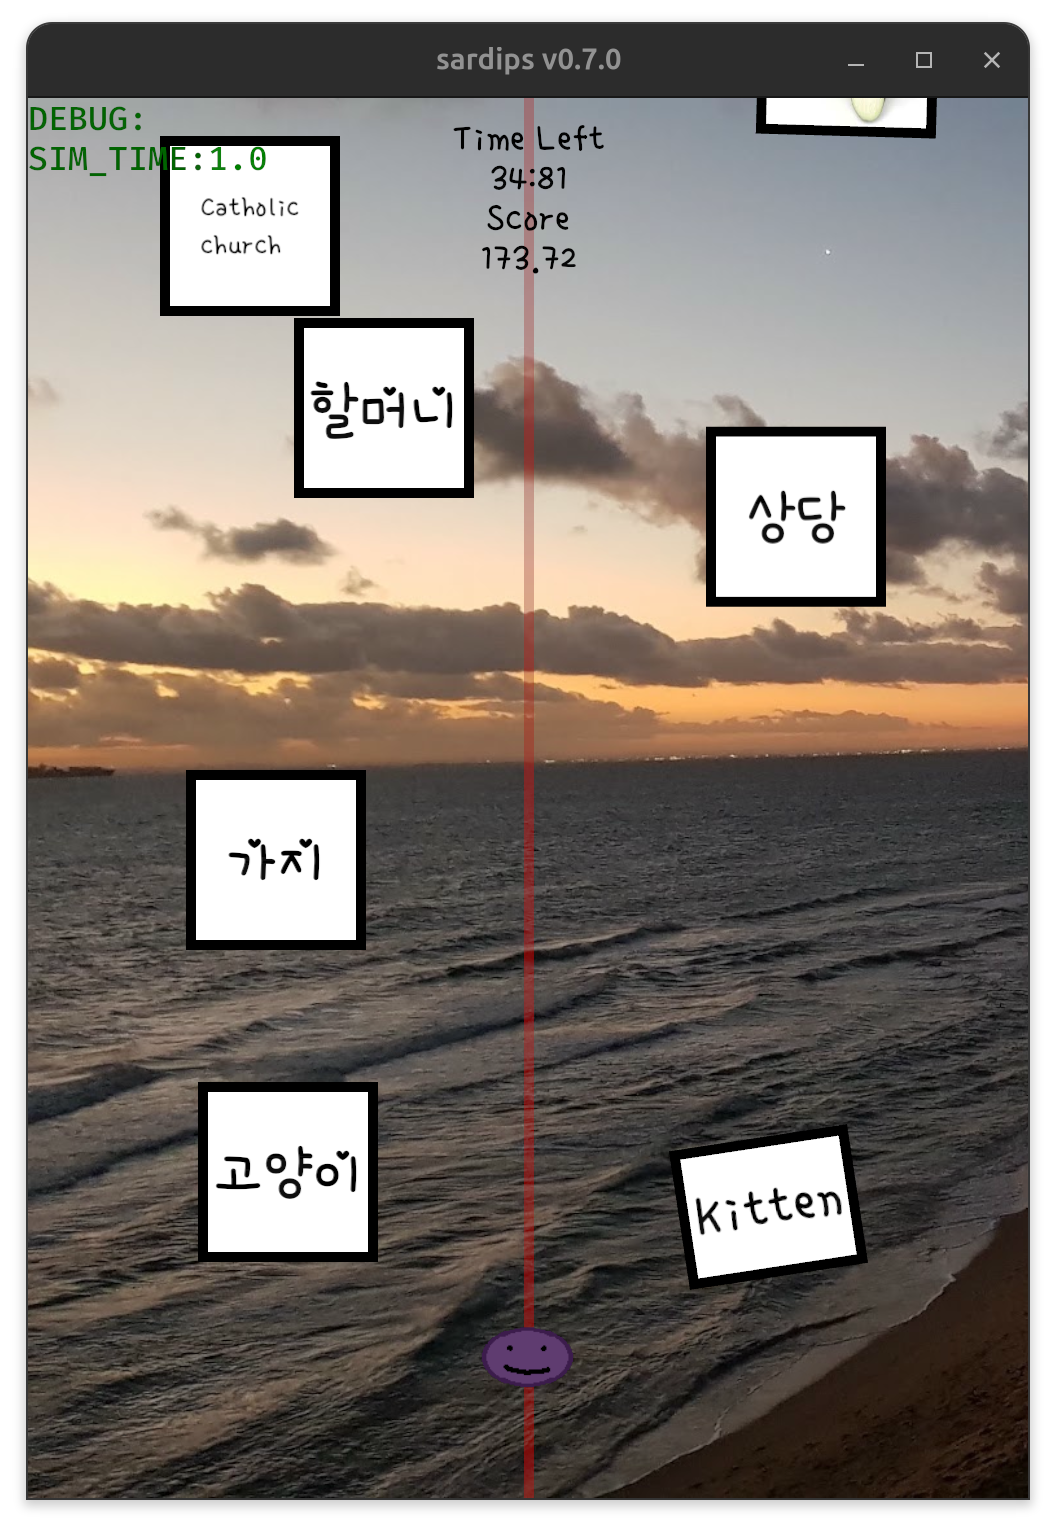 sardips v0.7.0
DEBUG:
SIM_TIME:1.0
Time Left
34:81
Score
173.72
Catholic
church
할머니
상당
가지
고양이
kitten